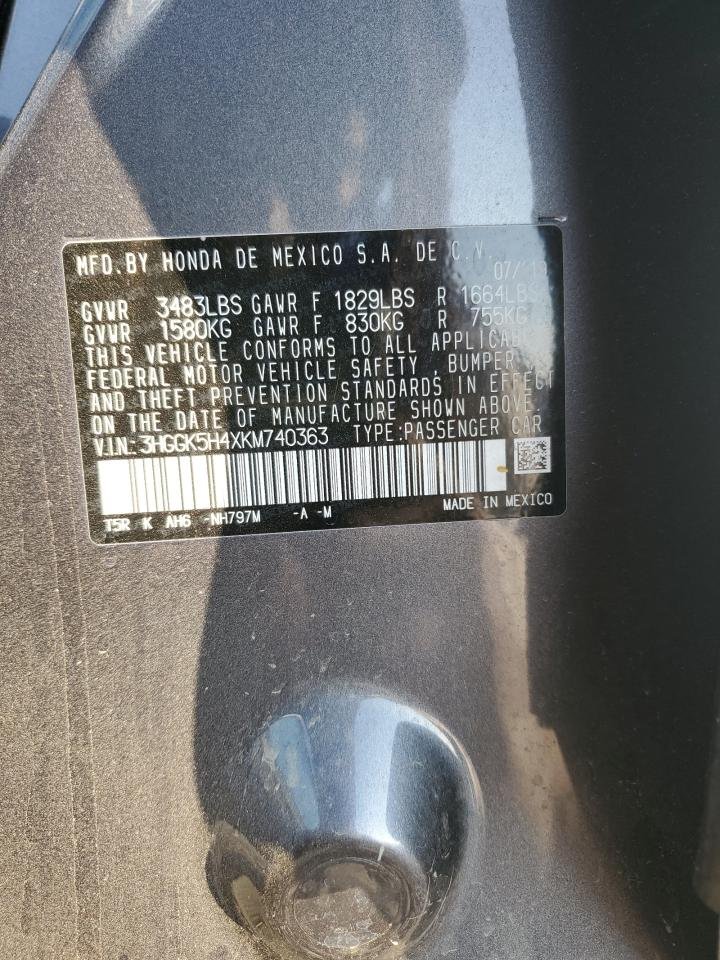 MFD.BY HONDA DE MEXICO S.A. DE C.V.
GVWR 3483LBS GAWR F 1829LBS R 1664LBS
GVWR 1580KG GAWR F 830KG R 755KG
THIS VEHICLE CONFORMS TO ALL APPLICABLE
FEDERAL MOTOR VEHICLE SAFETY, BUMPER,
AND THEFT PREVENTION STANDARDS IN EFFECT
ON THE DATE OF MANUFACTURE SHOWN ABOVE.
V.I.N.: 3HGGK5H4XKM740363 TYPE:PASSENGER CAR
MADE IN MEXICO
T5R K AH6 -NH797M -A -M